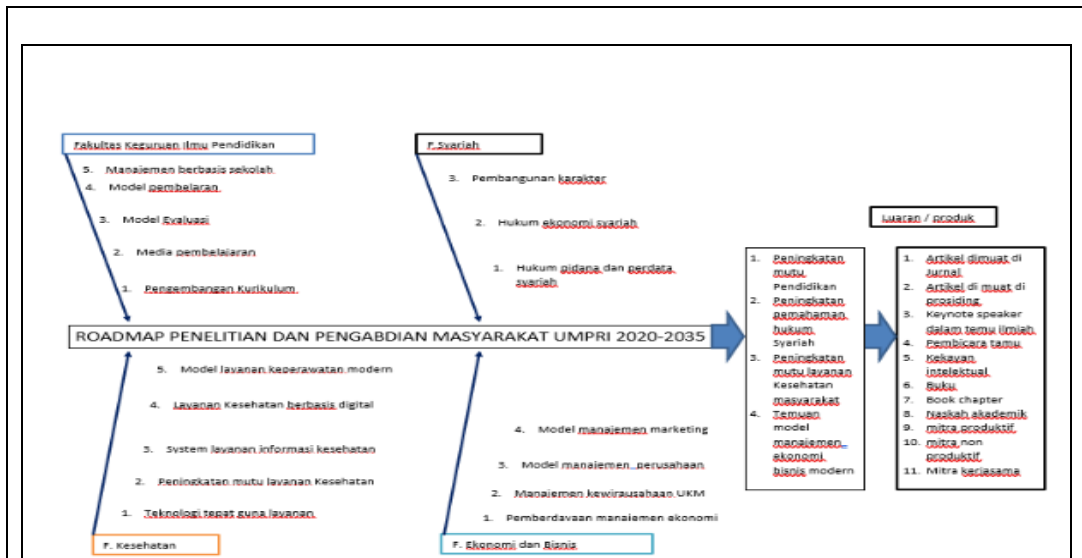 Fakultas Keguruan Ilmu Pendidikan
5. Manajemen berbasis sekolah
4. Model pembelaran
3. Model Evaluasi
2. Media pembelajaran
1. Pengembangan Kurikulum
F.Syariah
3. Pembangunan karakter
2. Hukum ekonomi syariah
1. Hukum pidana dan perdata
syariah
ROADMAP PENELITIAN DAN PENGABDIAN MASYARAKAT UMPRI 2020-2035
5. Model layanan keperawatan modern
4. Layanan Kesehatan berbasis digital
3. System layanan informasi kesehatan
2. Peningkatan mutu layanan Kesehatan
1. Teknologi tepat guna layanan
F. Kesehatan
4. Model manajemen marketing
3. Model manajemen perusahaan
2. Manajemen kewirausahaan UKM
1. Pemberdayaan manajemen ekonomi
F. Ekonomi dan Bisnis
1. Peningkatan
mutu
Pendidikan
2. Peningkatan
pemahaman
hukum
Syariah
3. Peningkatan
mutu layanan
Kesehatan
masyarakat
4. Temuan
model
manajemen
ekonomi
bisnis modern
Luaran / produk
1. Artikel dimuat di
Jurnal
2. Artikel di muat di
prosiding
3. Keynote speaker
dalam temu ilmiah
4. Pembicara tamu
5. Kekayan
intelektual
6. Buku
7. Book chapter
8. Naskah akademik
9. mitra produktif
10. mitra non
produktif
11. Mitra kerjasama